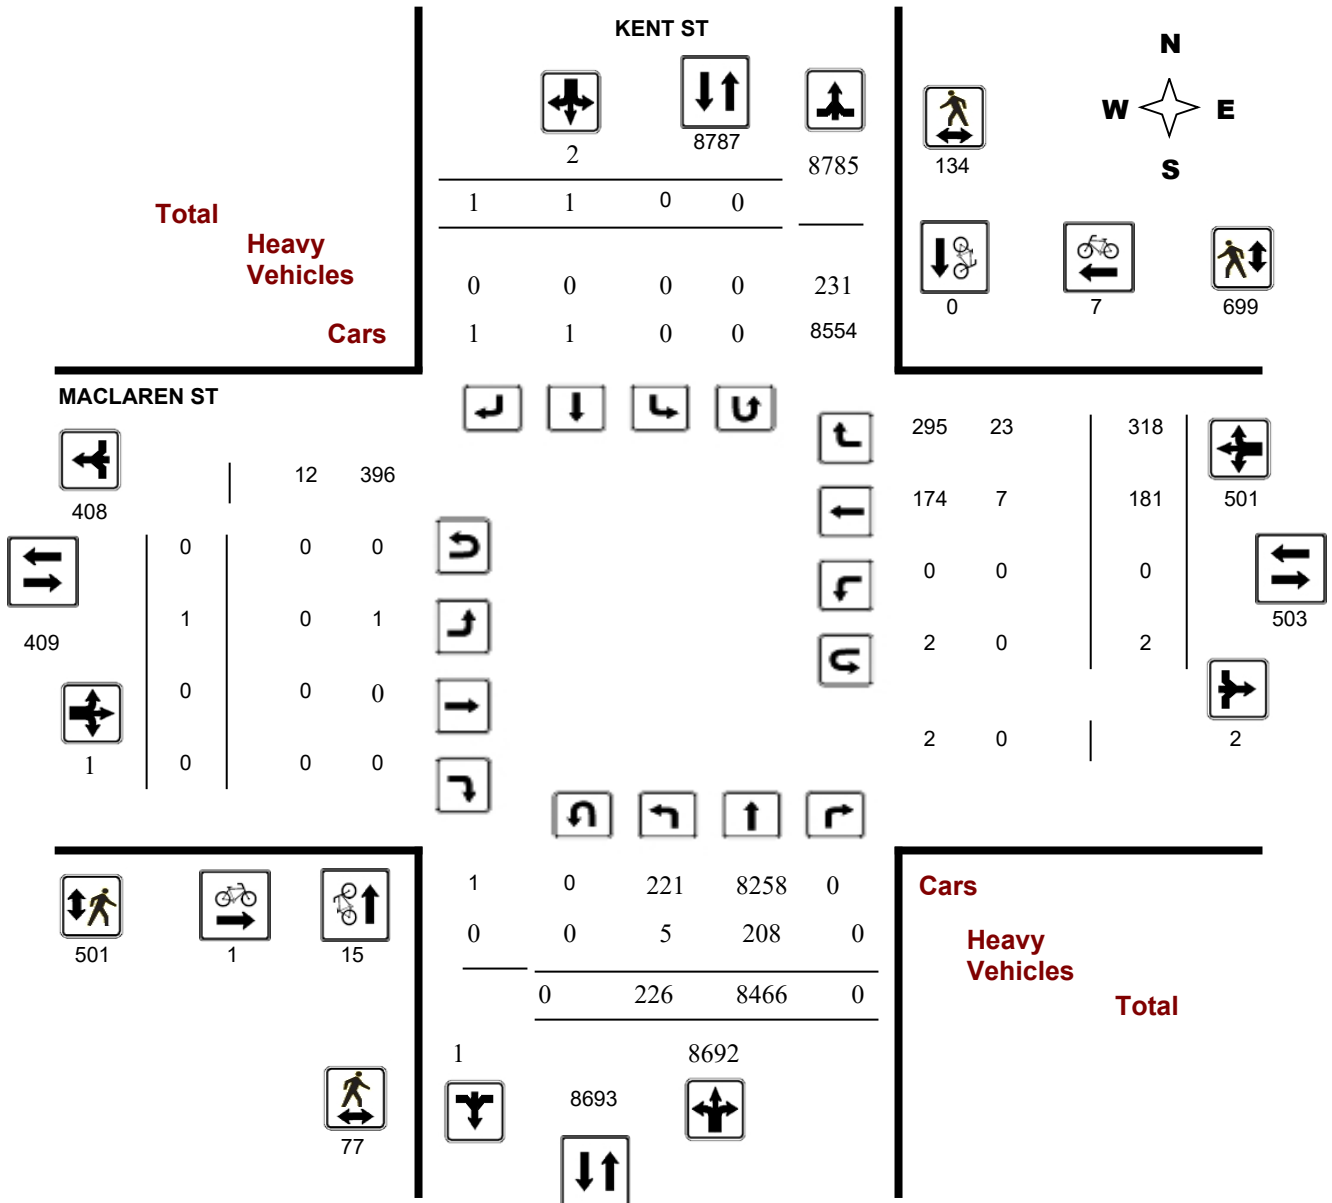 KENT ST
N
W E
S
2
8787
8785
134
1 1 0 0
Total
Heavy
Vehicles
0 0 0 0 231
0 7 699
Cars
1 1 0 0 8554
MACLAREN ST
295 23 318
12 396
408
174 7 181 501
0 0 0
0 0 0
1 0 1
409
2 0 2
503
0 0 0
1
0 0 0
2 0 2
1 0 221 8258 0
Cars
0 0 5 208 0
Heavy
Vehicles
501 1 15
0 226 8466 0
Total
1 8692
8693
77